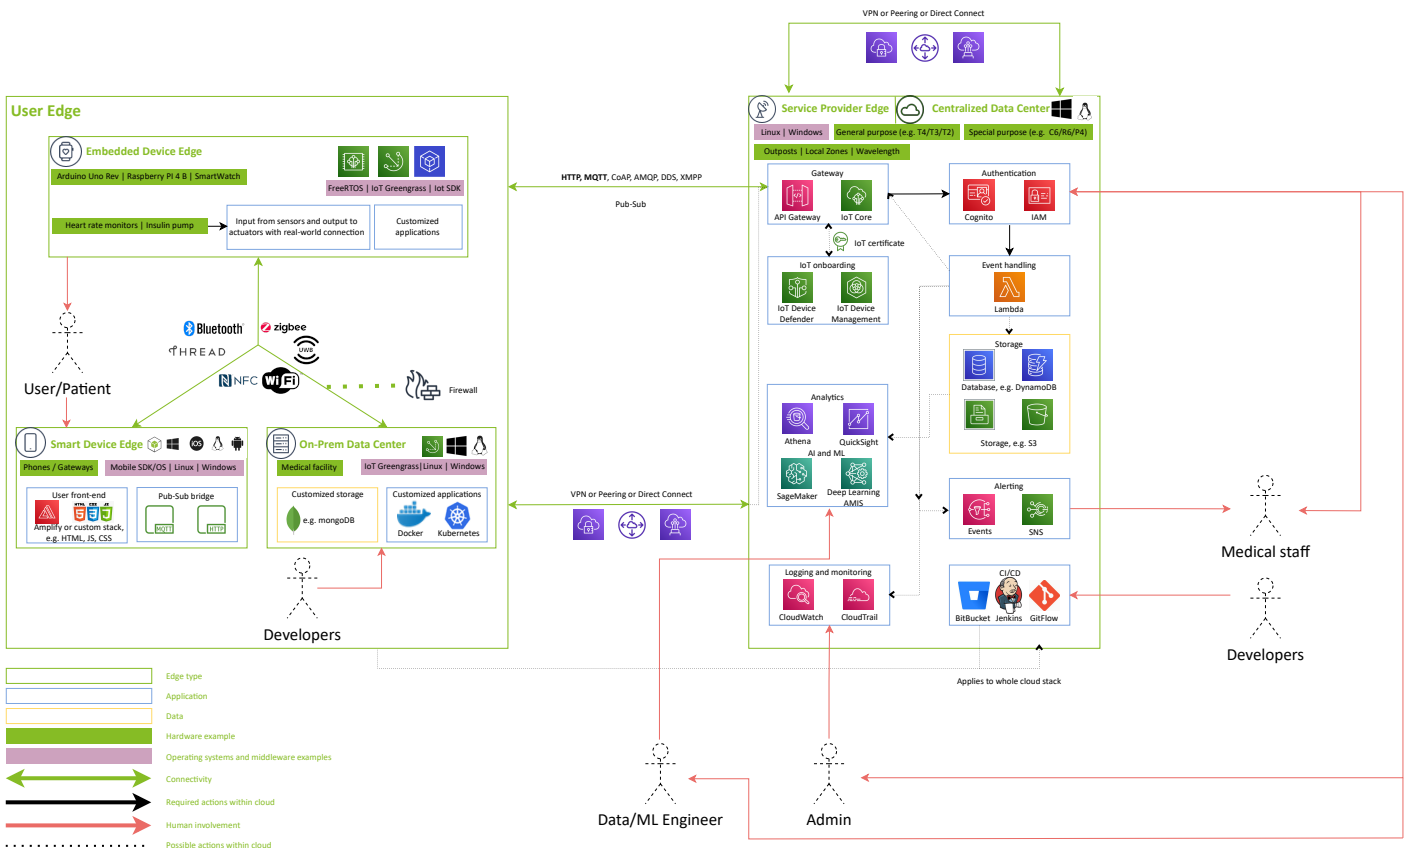 VPN or Peering or Direct Connect
User Edge
Service Provider Edge
Centralized Data Center
Linux | Windows
General purpose (e.g. T4/T3/T2)
Special purpose (e.g. C6/R6/P4)
Outposts | Local Zones | Wavelength
Embedded Device Edge
Arduino Uno Rev | Raspberry PI 4 B | SmartWatch
FreeRTOS | IoT Greengrass | Iot SDK
Heart rate monitors | Insulin pump
Input from sensors and output to
actuators with real-world connection
Customized
applications
HTTP, MQTT, CoAP, AMQP, DDS, XMPP
Pub-Sub
Gateway
API Gateway
IoT Core
Authentication
Cognito
IAM
IoT certificate
IoT onboarding
IoT Device
Defender
IoT Device
Management
Event handling
Lambda
Bluetooth
zigbee
THREAD
UWB
NFC
WiFi
Firewall
User/Patient
Storage
Database, e.g. DynamoDB
Storage, e.g. S3
Analytics
Athena
QuickSight
AI and ML
SageMaker
Deep Learning
AMIS
Smart Device Edge
iOS
Phones / Gateways
Mobile SDK/OS | Linux | Windows
User front-end
HTML
JS
CSS
Amplify or custom stack,
e.g. HTML, JS, CSS
Pub-Sub bridge
MQTT
HTTP
On-Prem Data Center
Medical facility
IoT Greengrass|Linux | Windows
Customized storage
e.g. mongoDB
Customized applications
Docker
Kubernetes
VPN or Peering or Direct Connect
Alerting
Events
SNS
Medical staff
Developers
Logging and monitoring
CloudWatch
CloudTrail
CI/CD
BitBucket
Jenkins
GitFlow
Developers
Applies to whole cloud stack
Edge type
Application
Data
Hardware example
Operating systems and middleware examples
Connectivity
Required actions within cloud
Human involvement
Possible actions within cloud
Data/ML Engineer
Admin